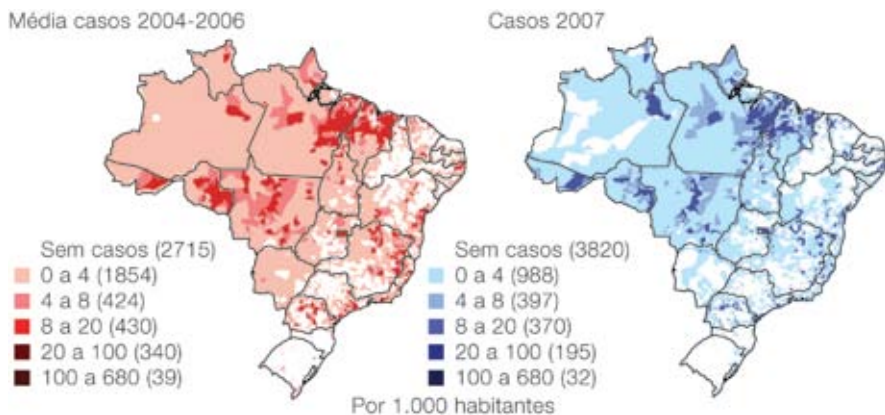 Média casos 2004-2006
Sem casos (2715)
0 a 4 (1854)
4 a 8 (424)
8 a 20 (430)
20 a 100 (340)
100 a 680 (39)
Casos 2007
Sem casos (3820)
0 a 4 (988)
4 a 8 (397)
8 a 20 (370)
20 a 100 (195)
100 a 680 (32)
Por 1.000 habitantes